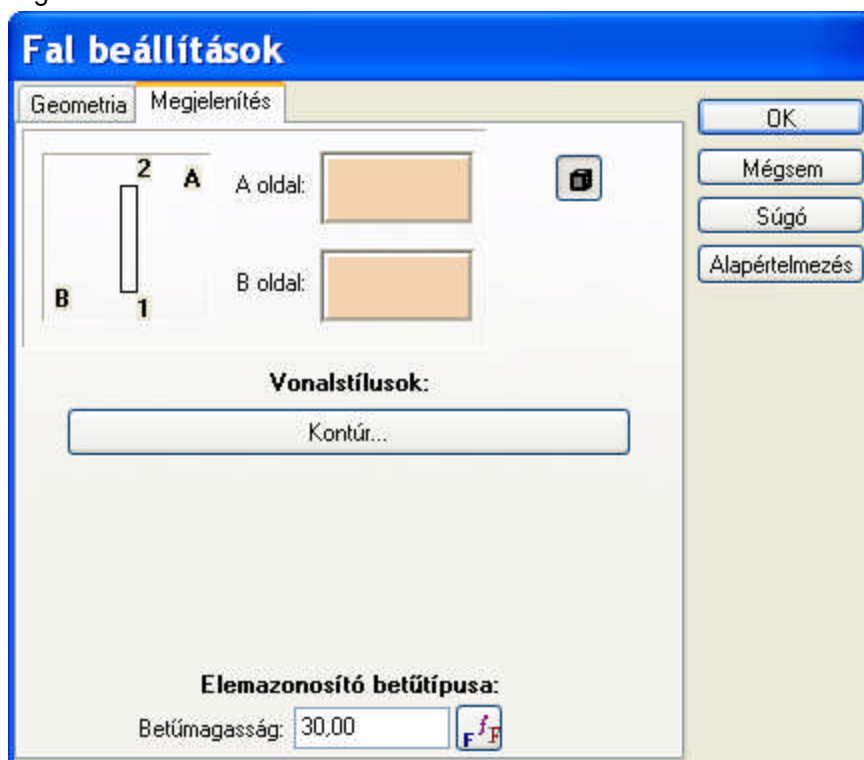 Fal beállítások
Geometria Megjelenítés
OK
Mégsem
Súgó
Alapértelmezés
2 A
A oldal:
B 1
B oldal:
Vonalstílusok:
Kontúr...
Elemazonosító betűtípusa:
Betűmagasság: 30,00 F f F